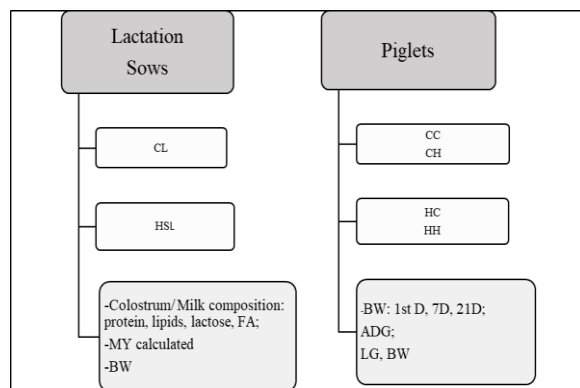 Lactation
Sows
CL
HSL
-Colostrum/Milk composition:
protein, lipids, lactose, FA;
-MY calculated
-BW
Piglets
CC
CH
HC
HH
-BW: 1st D, 7D, 21D;
ADG;
LG, BW